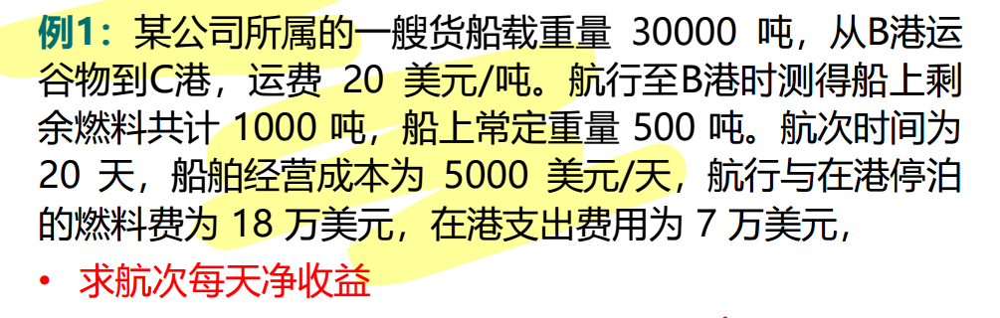 例1：某公司所属的一艘货船载重量 30000 吨，从B港运
谷物到C港，运费 20 美元/吨。航行至B港时测得船上剩
余燃料共计 1000 吨，船上常定重量 500 吨。航次时间为
20 天，船舶经营成本为 5000 美元/天，航行与在港停泊
的燃料费为 18 万美元，在港支出费用为 7 万美元，
• 求航次每天净收益